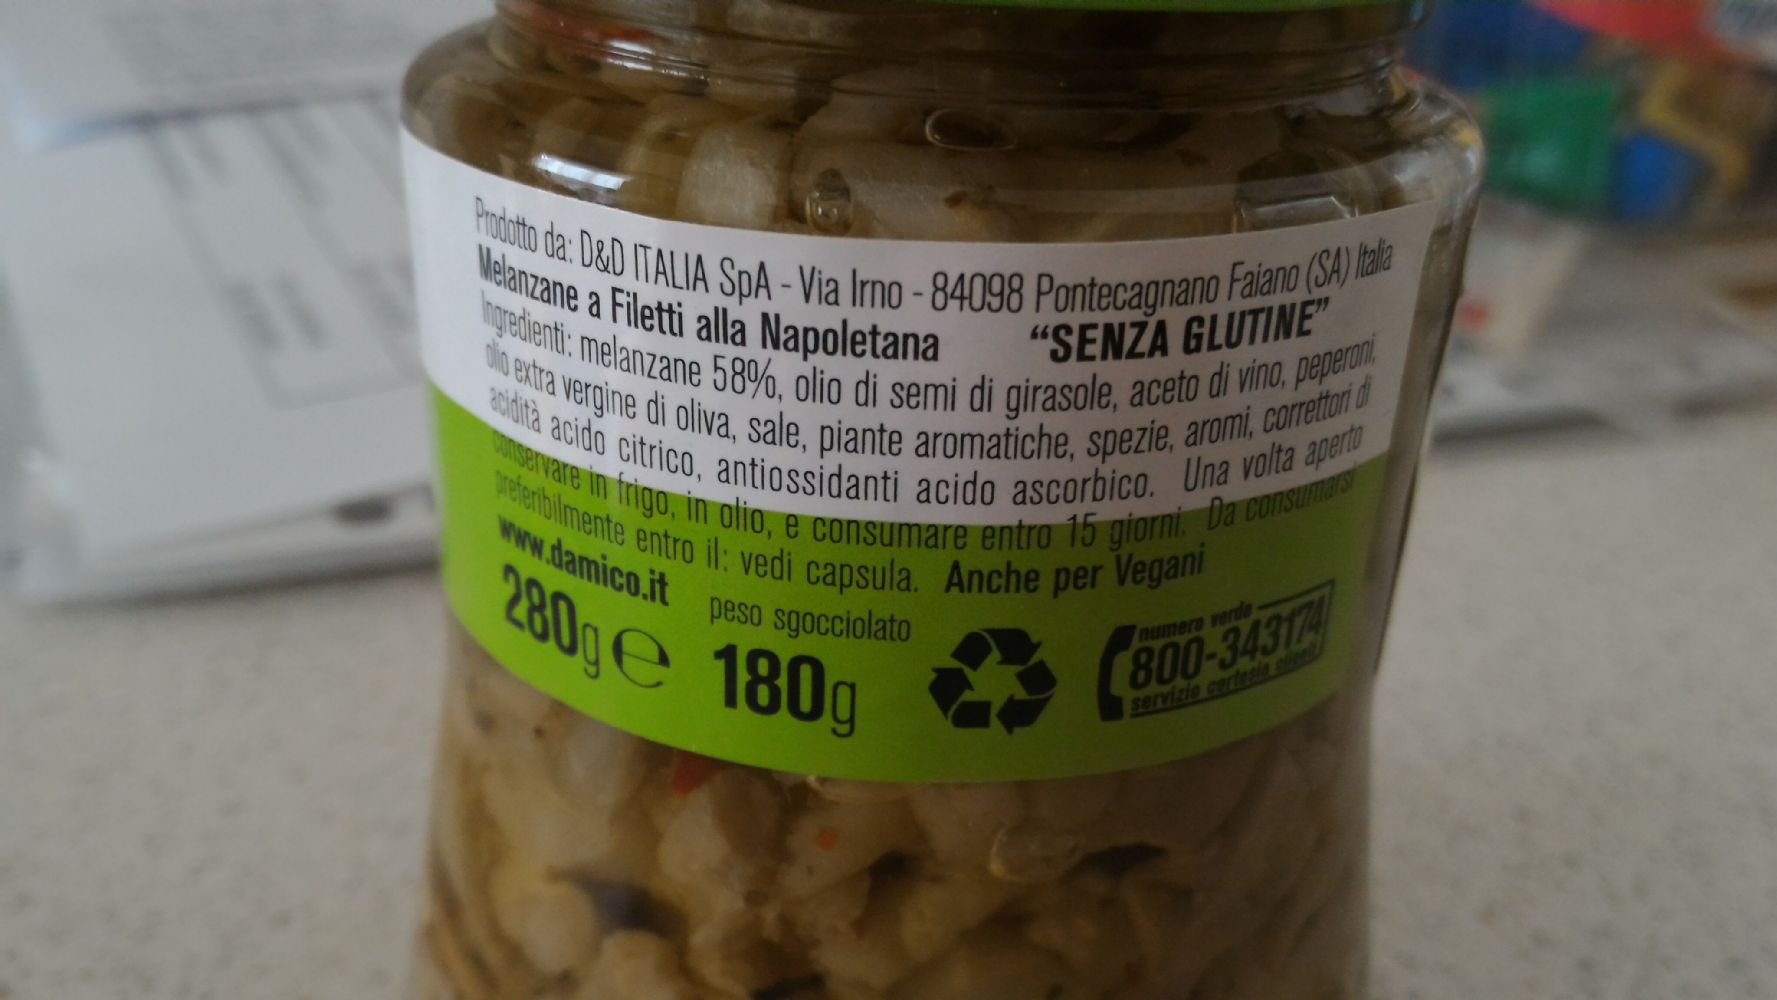 Prodotto da: D&D ITALIA SpA - Via Irno - 84098 Pontecagnano Faiano (SA) Italia
Melanzane a Filetti alla Napoletana "SENZA GLUTINE"
Ingredienti: melanzane 58%, olio di semi di girasole, aceto di vino, peperoni,
olio extra vergine di oliva, sale, piante aromatiche, spezie, aromi, correttori di
acidità acido citrico, antiossidanti acido ascorbico. Una volta aperto
conservare in frigo, in olio, e consumare entro 15 giorni. Da consumarsi
preferibilmente entro il: vedi capsula. Anche per Vegani
www.damico.it
peso sgocciolato
280g e 180g
numero verde
800-343174
servizio cortesia clienti